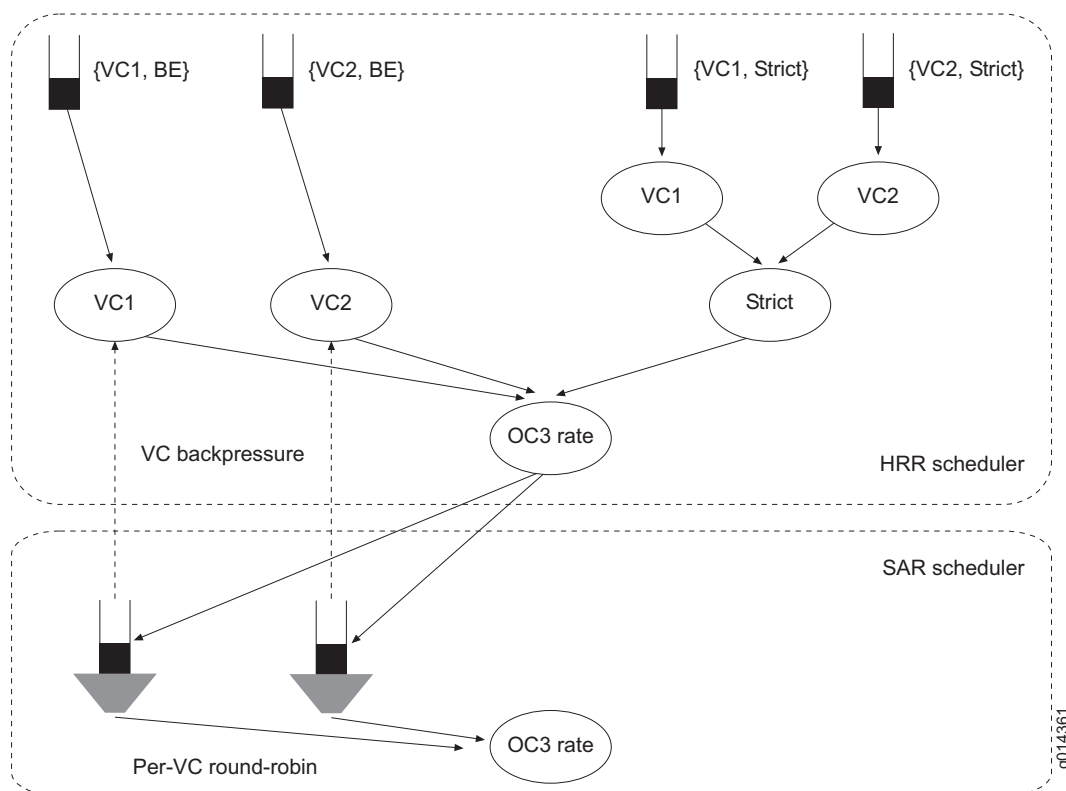 {VC1, BE}
{VC2, BE}
{VC1, Strict}
{VC2, Strict}
VC1
VC2
VC1
VC2
Strict
OC3 rate
VC backpressure
HRR scheduler
SAR scheduler
OC3 rate
Per-VC round-robin
g014361